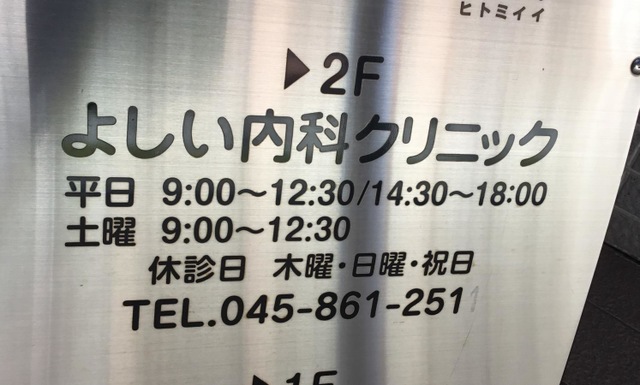 ヒトミイイ
▶2F
よしい内科クリニック
平日 9:00〜12:30/14:30〜18:00
土曜 9:00〜12:30
休診日 木曜・日曜・祝日
TEL.045-861-2511
▶1F